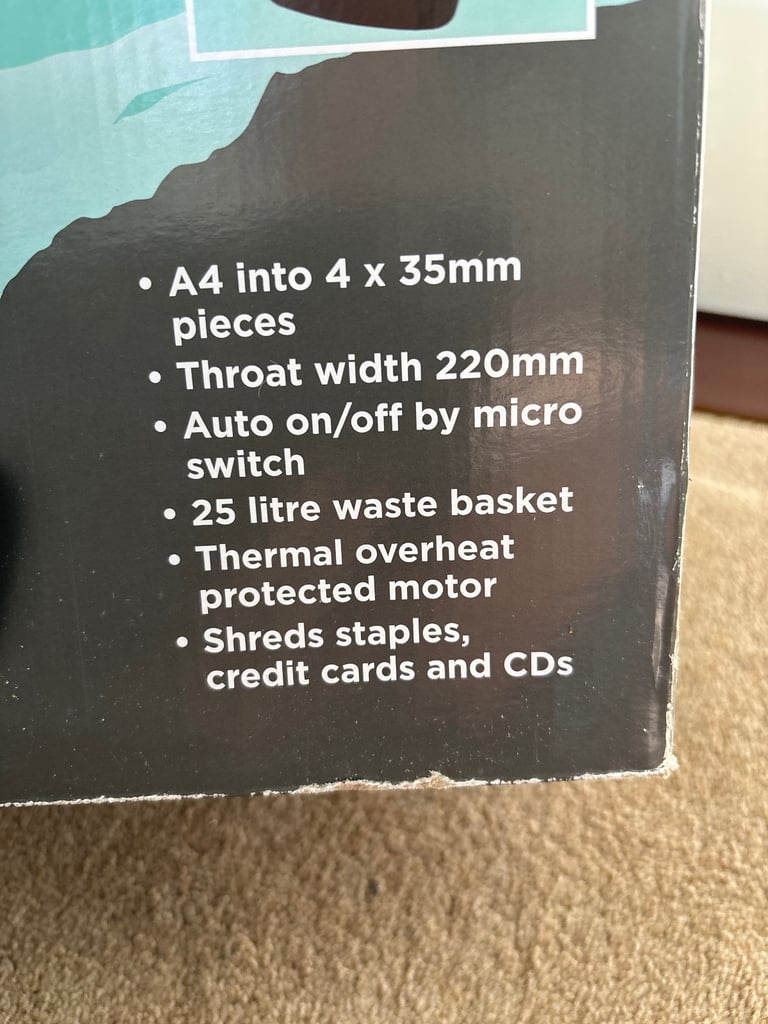 • A4 into 4 x 35mm
pieces
• Throat width 220mm
• Auto on/off by micro
switch
• 25 litre waste basket
• Thermal overheat
protected motor
• Shreds staples,
credit cards and CDs